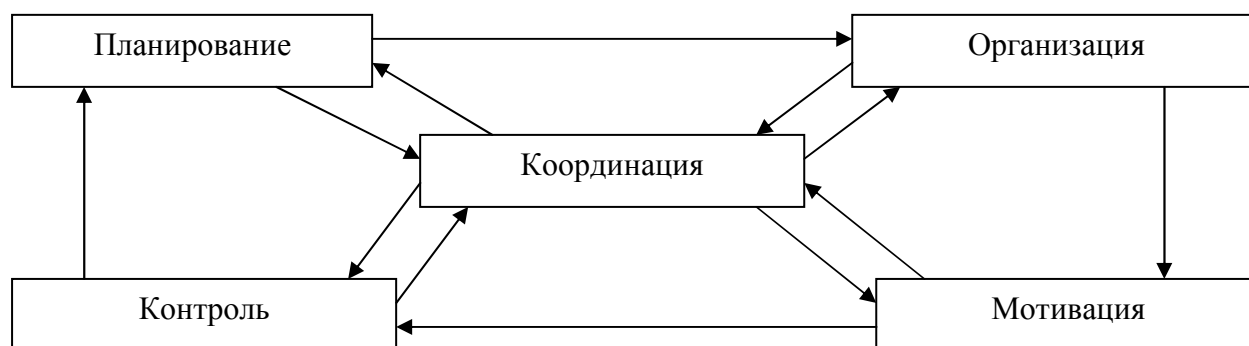 Планирование
Организация
Координация
Контроль
Мотивация